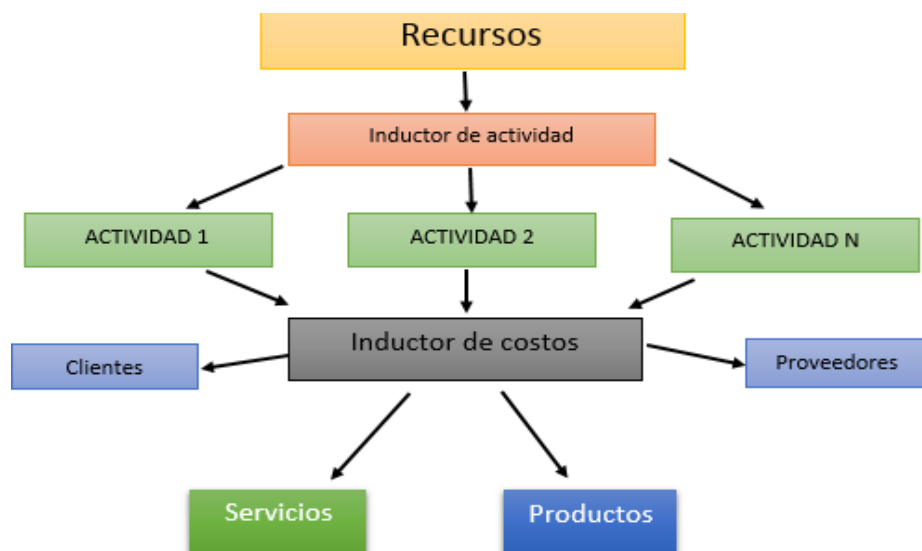 Recursos
Inductor de actividad
ACTIVIDAD 1
ACTIVIDAD 2
ACTIVIDAD N
Inductor de costos
Clientes
Proveedores
Servicios
Productos